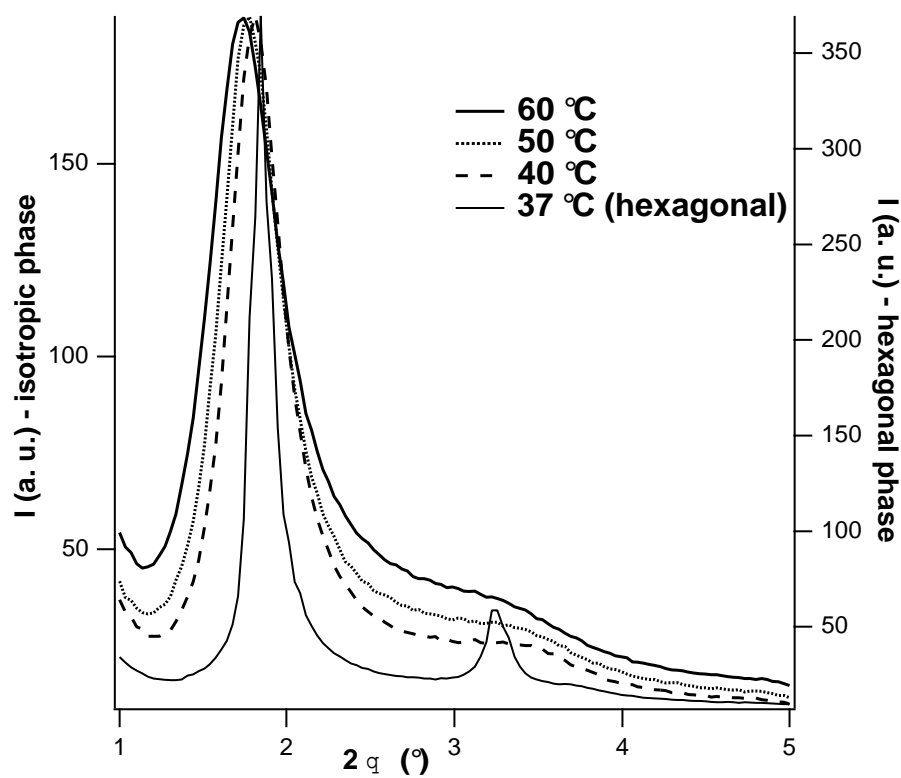 350
60 °C
50 °C
150
40 °C
300
37 °C (hexagonal)
I (a. u.) - isotropic phase
250
I (a. u.) - hexagonal phase
100
200
150
50
100
50
1
2
3
4
5
2 q (°)